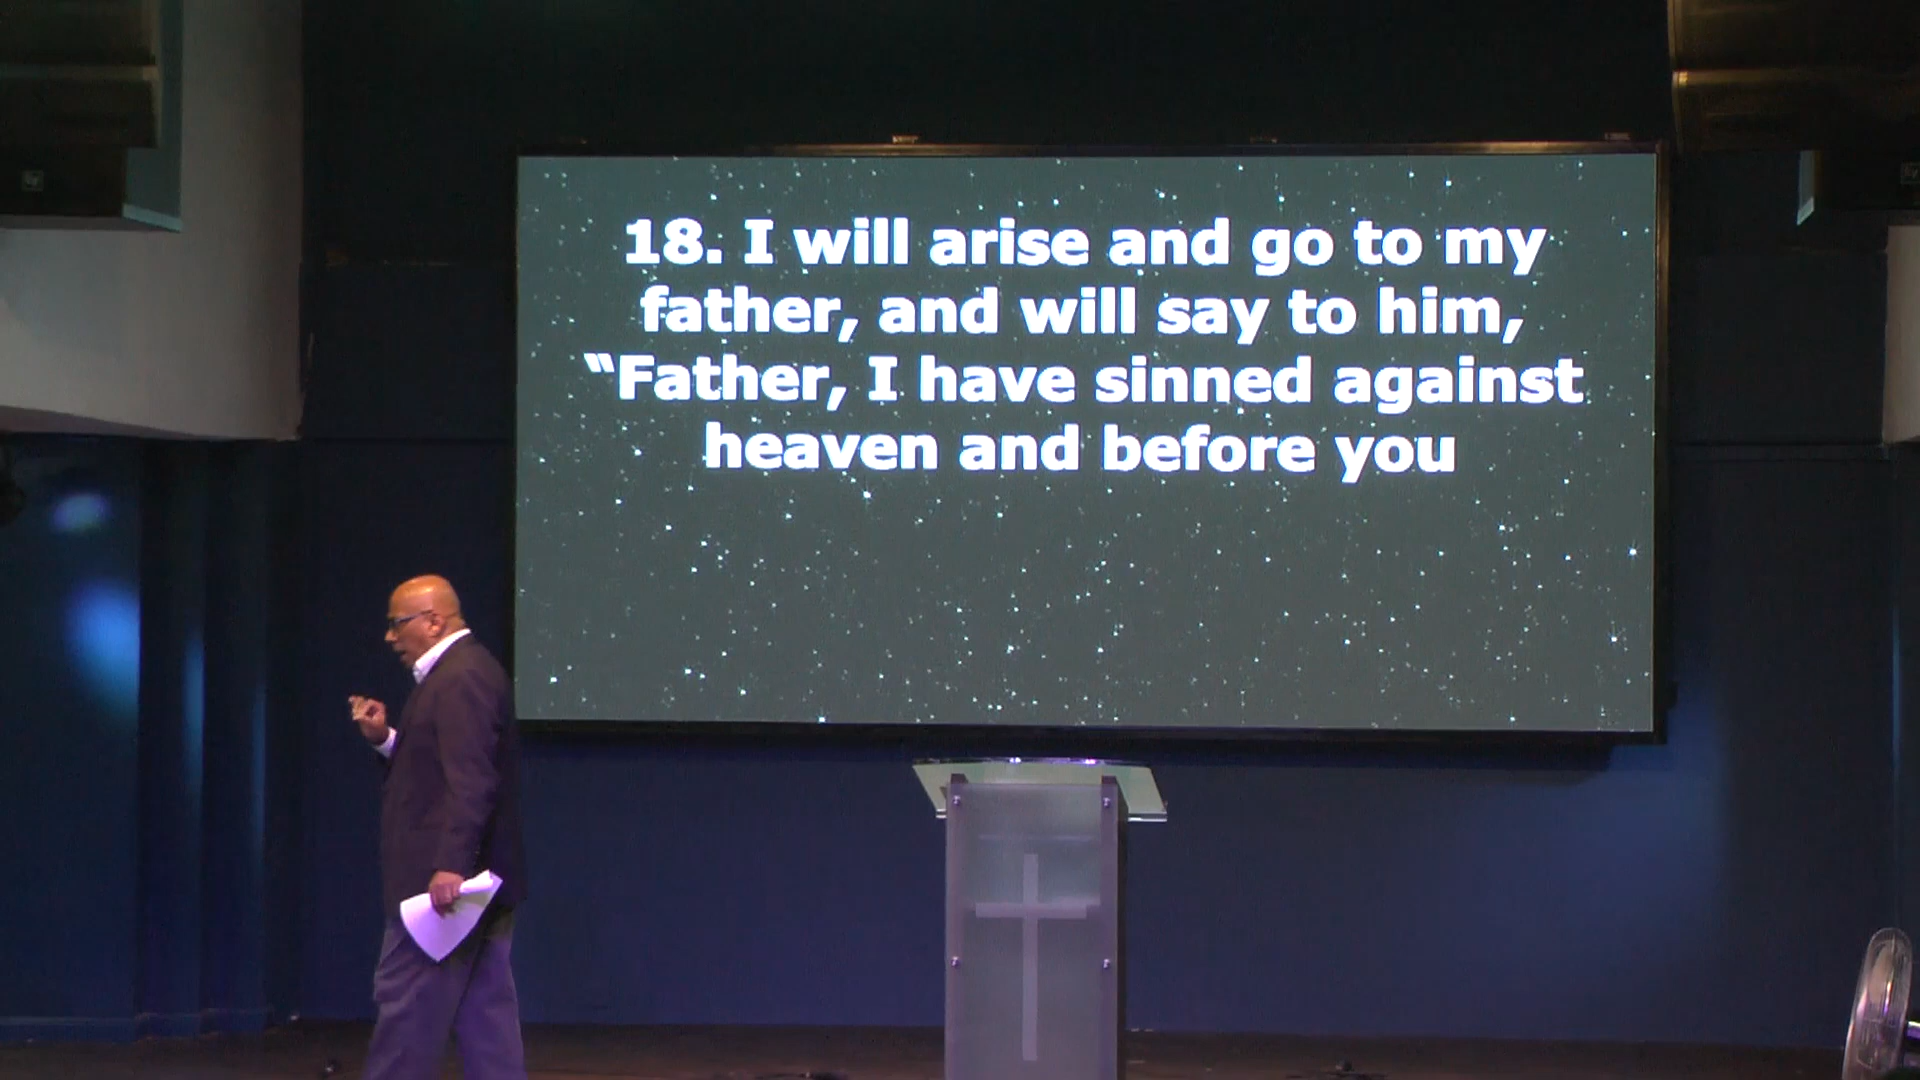 18. I will arise and go to my
father, and will say to him,
“Father, I have sinned against
heaven and before you